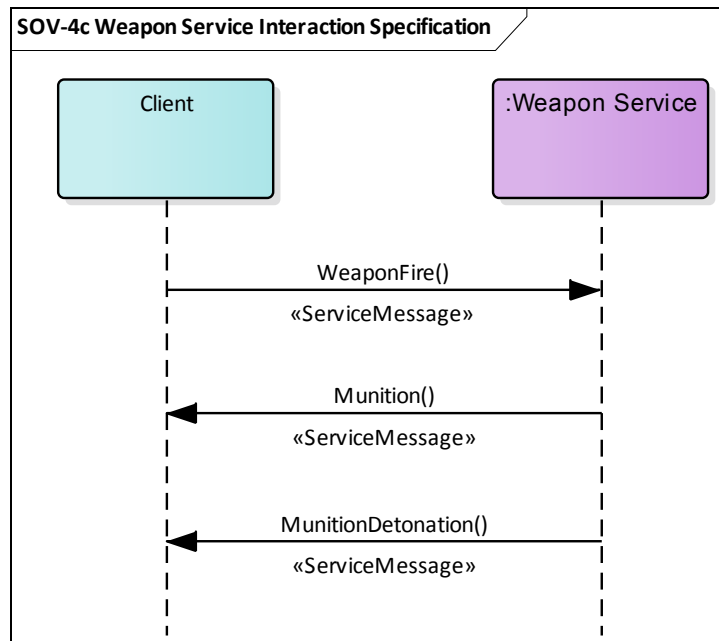 SOV-4c Weapon Service Interaction Specification
Client
:Weapon Service
WeaponFire()
«ServiceMessage»
Munition()
«ServiceMessage»
MunitionDetonation()
«ServiceMessage»